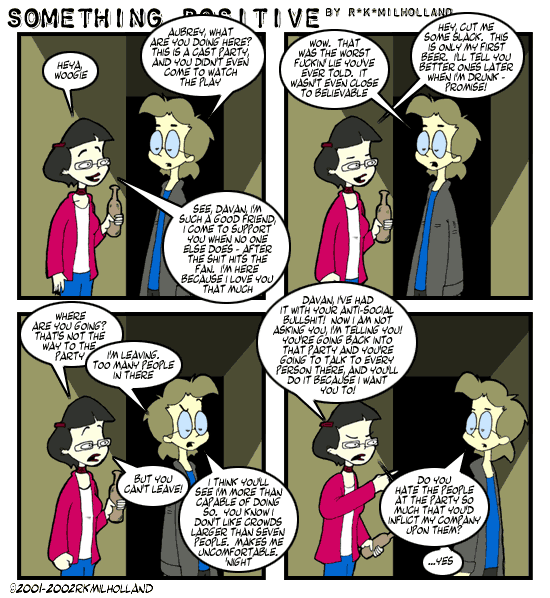 SOMETHING POSITIVE BY R*K*MILHOLLAND
HEYA,
WOOGIE
AUBREY, WHAT
ARE YOU DOING HERE?
THIS IS A CAST PARTY,
AND YOU DIDN'T EVEN
COME TO WATCH
THE PLAY
SEE, DAVAN, I'M
SUCH A GOOD FRIEND,
I COME TO SUPPORT
YOU WHEN NO ONE
ELSE DOES - AFTER
THE SHIT HITS THE
FAN. I'M HERE
BECAUSE I LOVE YOU
THAT MUCH
WOW. THAT
WAS THE WORST
FUCKIN' LIE YOU'VE
EVER TOLD. IT
WASN'T EVEN CLOSE
TO BELIEVABLE
HEY, CUT ME
SOME SLACK. THIS
IS ONLY MY FIRST
BEER. I'LL TELL YOU
BETTER ONES LATER
WHEN I'M DRUNK -
PROMISE!
WHERE
ARE YOU GOING?
THAT'S NOT THE
WAY TO THE
PARTY
I'M LEAVING.
TOO MANY PEOPLE
IN THERE
BUT YOU
CAN'T LEAVE!
I THINK YOU'LL
SEE I'M MORE THAN
CAPABLE OF DOING
SO. YOU KNOW I
DON'T LIKE CROWDS
LARGER THAN SEVEN
PEOPLE. MAKES ME
UNCOMFORTABLE.
'NIGHT
DAVAN, I'VE HAD
IT WITH YOUR ANTI-SOCIAL
BULLSHIT! NOW I AM NOT
ASKING YOU, I'M TELLING YOU!
YOU'RE GOING BACK INTO
THAT PARTY AND YOU'RE
GOING TO TALK TO EVERY
PERSON THERE, AND YOU'LL
DO IT BECAUSE I WANT
YOU TO!
DO YOU
HATE THE PEOPLE
AT THE PARTY SO
MUCH THAT YOU'D
INFLICT MY COMPANY
UPON THEM?
...YES
©2001-2002RKMILHOLLAND